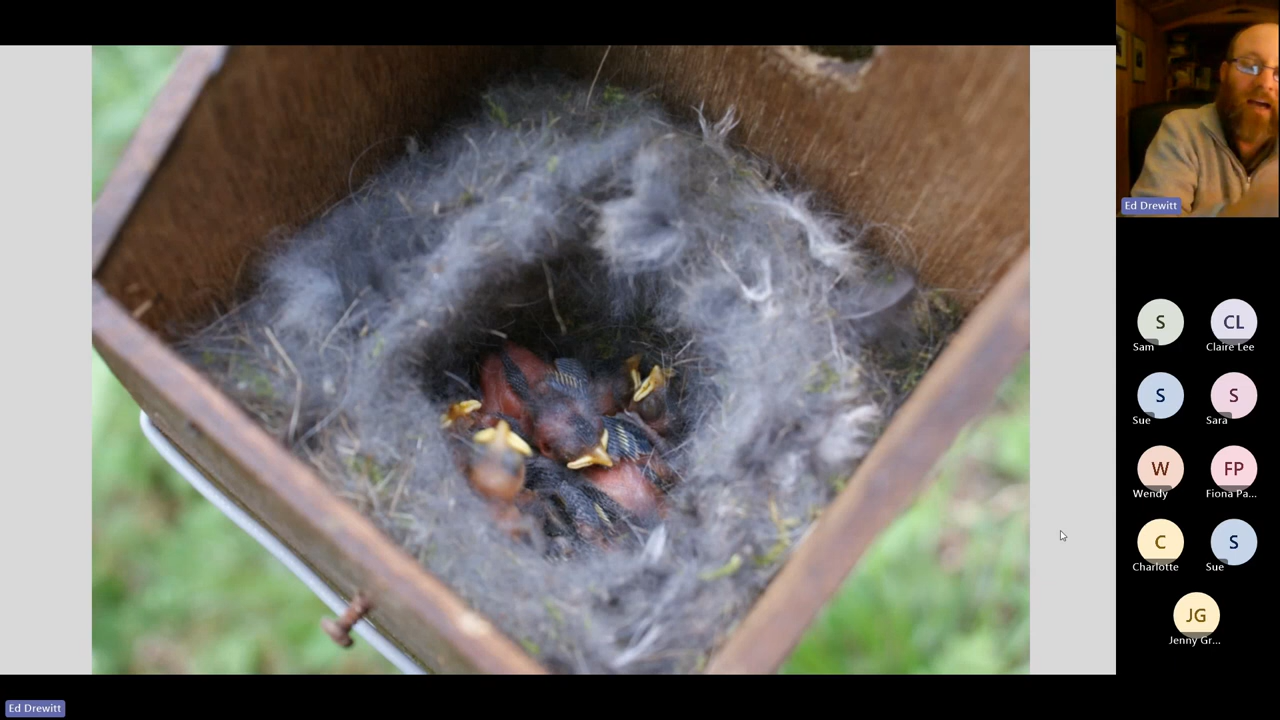 Ed Drewitt
S
CL
Sam
Claire Lee
S
S
Sue
Sara
W
FP
Wendy
Fiona Pa...
C
S
Charlotte
Sue
JG
Jenny Gr...
Ed Drewitt